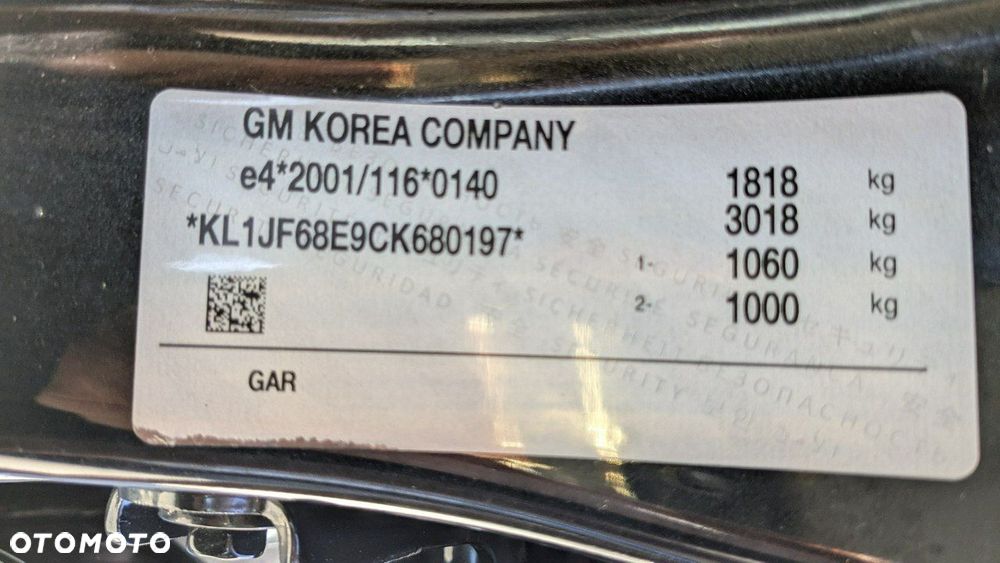 GM KOREA COMPANY
e4*2001/116*0140
1818 kg
*KL1JF68E9CK680197*
3018 kg
1- 1060 kg
2- 1000 kg
GAR
OTOMOTO